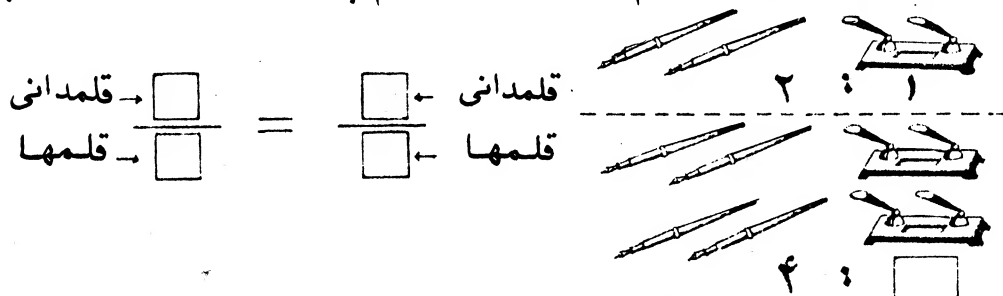 ۱ : ۲
قلمدانی ← □ = □ → قلمدانی
قلمها ← □ □ → قلمها
□ : ۴